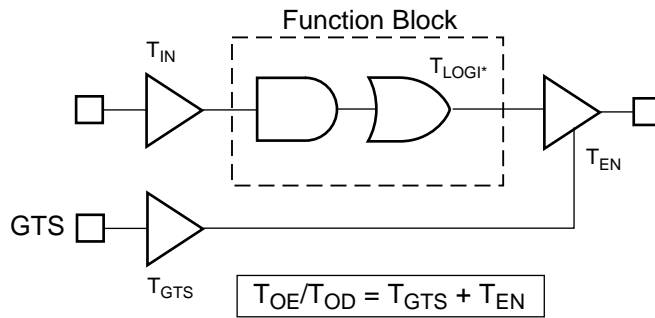 Function Block
T_IN
T_LOGI*
T_EN
GTS
T_GTS
T_OE/T_OD = T_GTS + T_EN